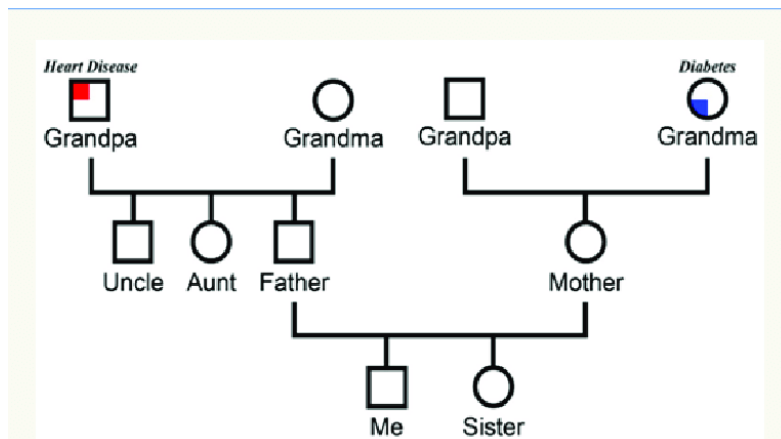 Heart Disease
Diabetes
Grandpa
Grandma
Grandpa
Grandma
Uncle
Aunt
Father
Mother
Me
Sister